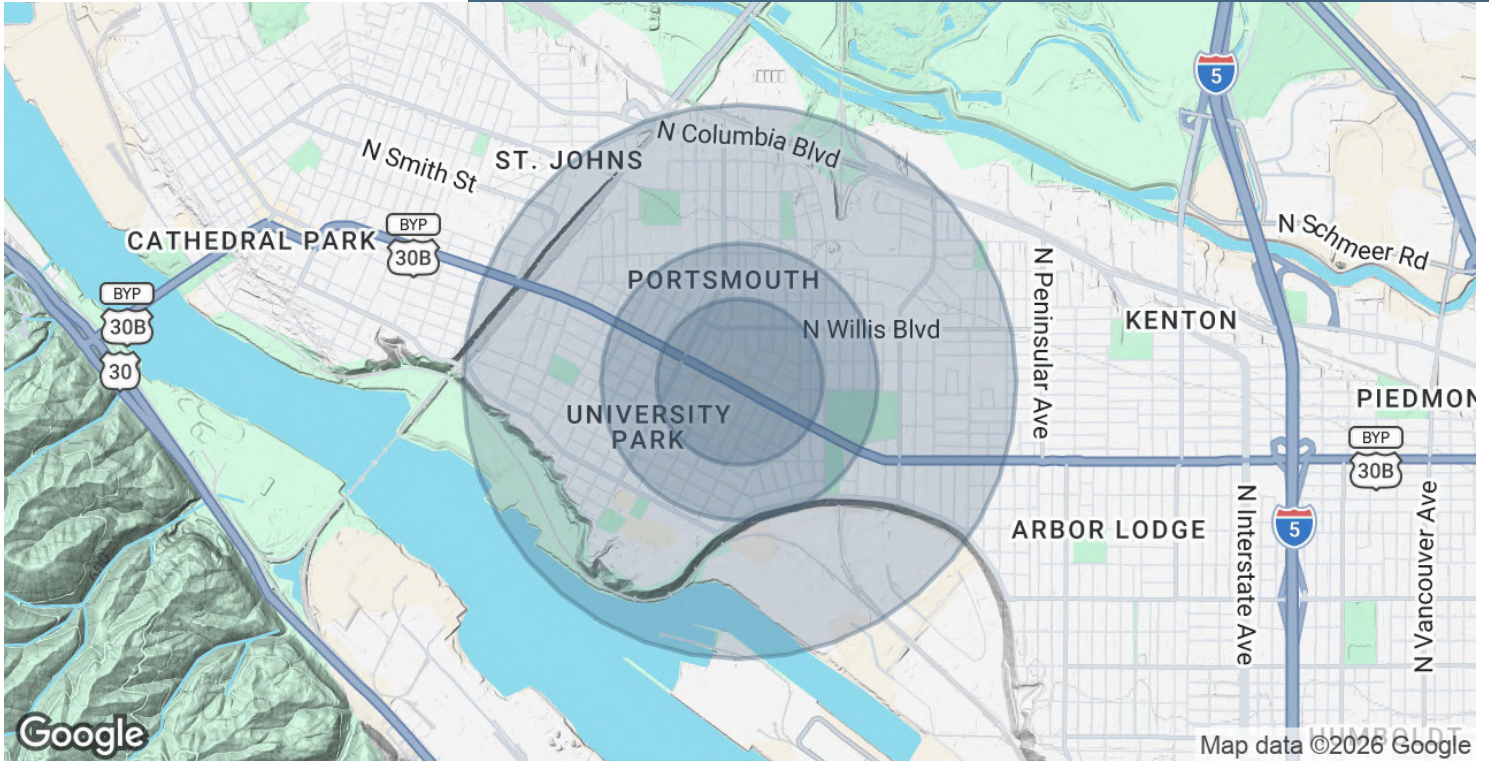 5
N Columbia Blvd
N Smith St
ST. JOHNS
BYP
30B
CATHEDRAL PARK
N Schmeer Rd
BYP
30B
30
PORTSMOUTH
N Willis Blvd
N Peninsular Ave
KENTON
UNIVERSITY
PARK
PIEDMON
BYP
30B
ARBOR LODGE
5
N Interstate Ave
N Vancouver Ave
HUMBOLDT
Google
Map data ©2026 Google